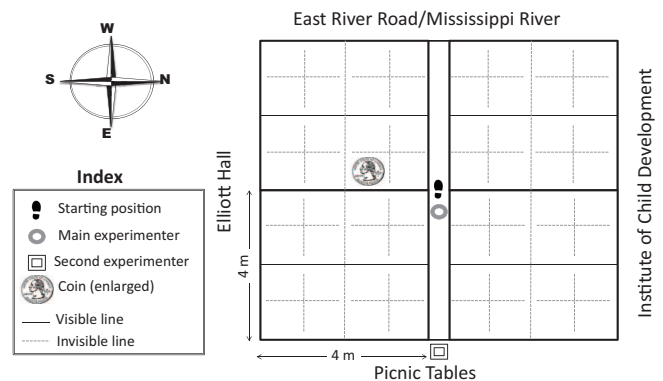 East River Road/Mississippi River
W
S
N
E
Elliott Hall
Institute of Child Development
Index
Starting position
Main experimenter
Second experimenter
Coin (enlarged)
Visible line
Invisible line
4 m
4 m
Picnic Tables